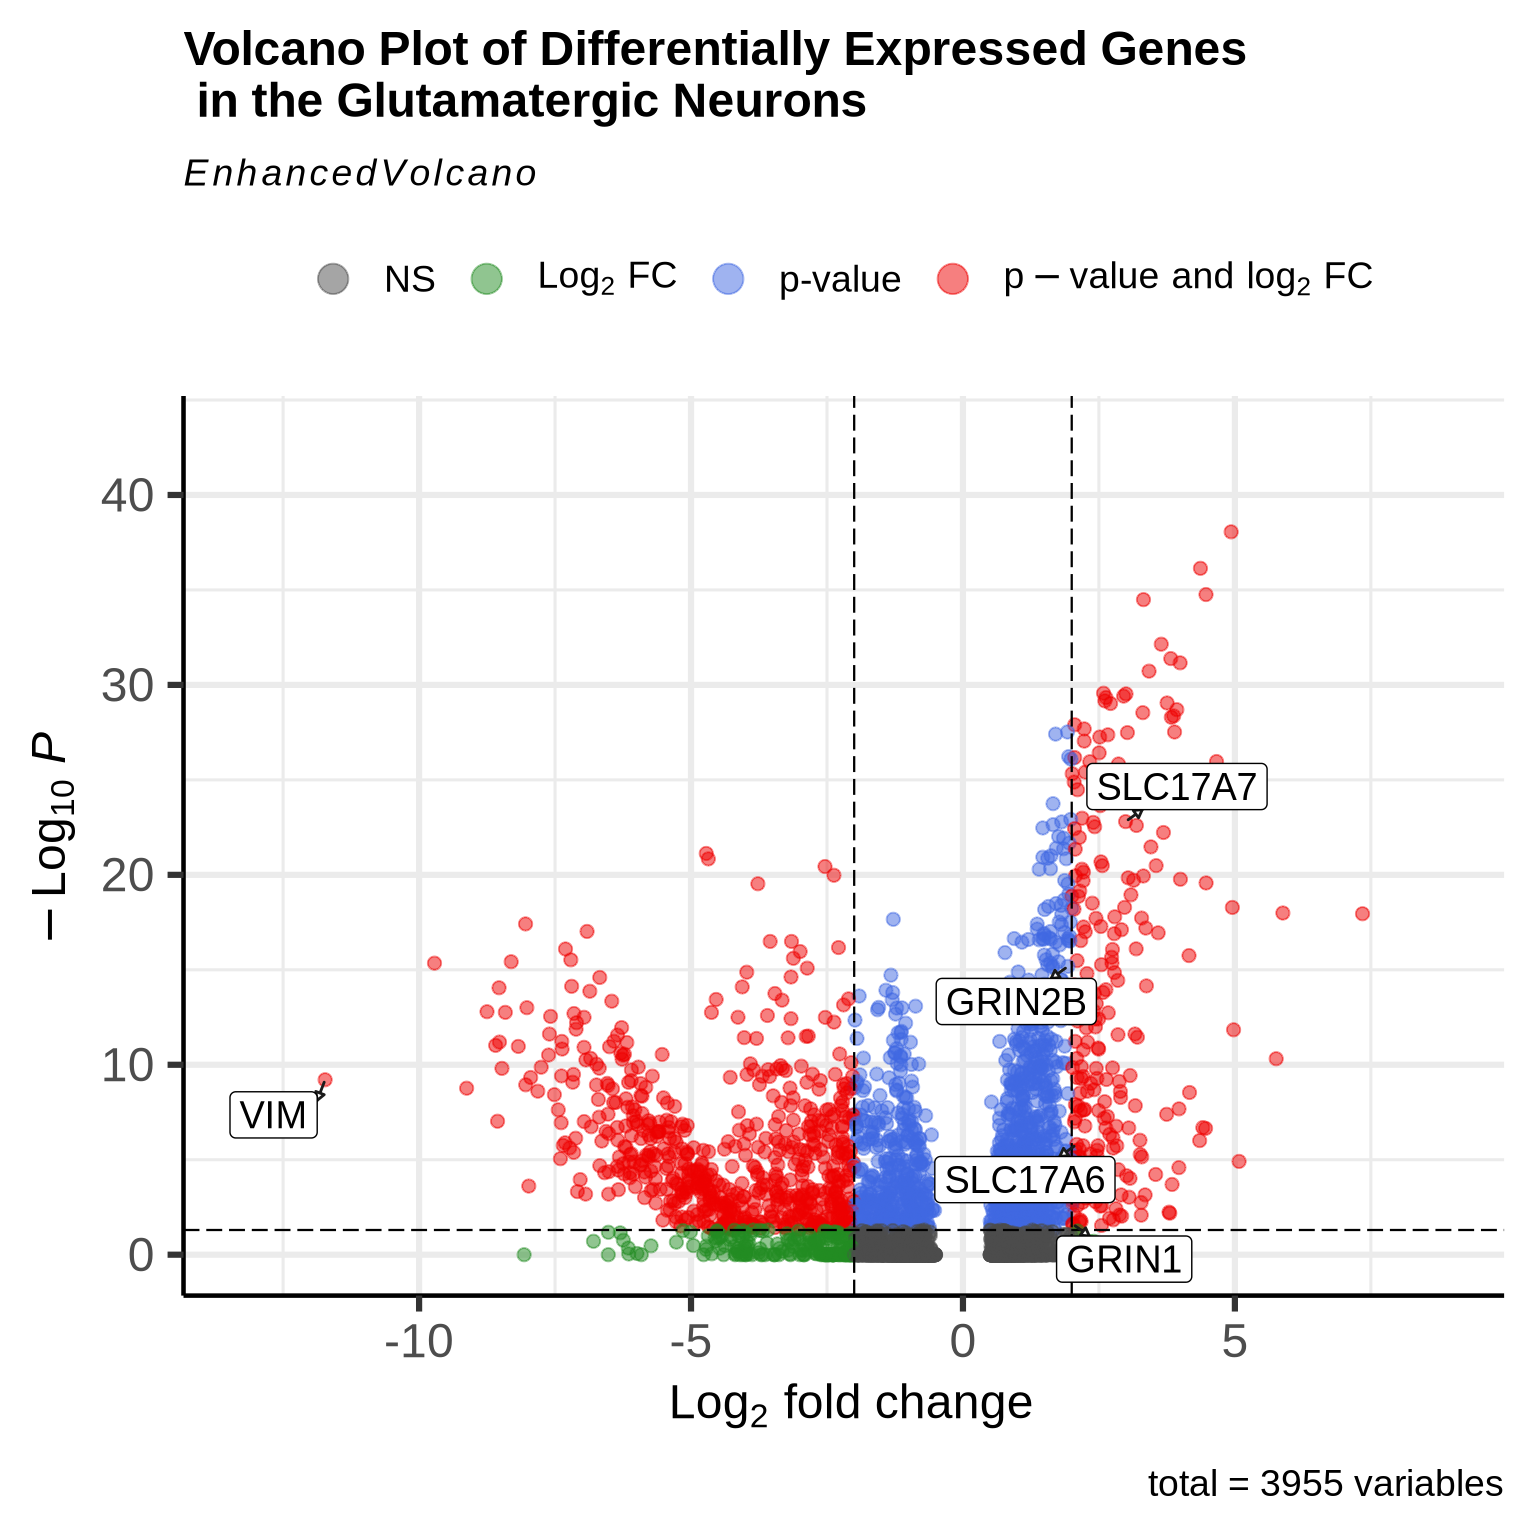 Volcano Plot of Differentially Expressed Genes
in the Glutamatergic Neurons
EnhancedVolcano
NS Log₂ FC p-value p − value and log₂ FC
40
30
20
10
0
− Log₁₀ P
SLC17A7
GRIN2B
VIM
SLC17A6
GRIN1
-10 -5 0 5
Log₂ fold change
total = 3955 variables